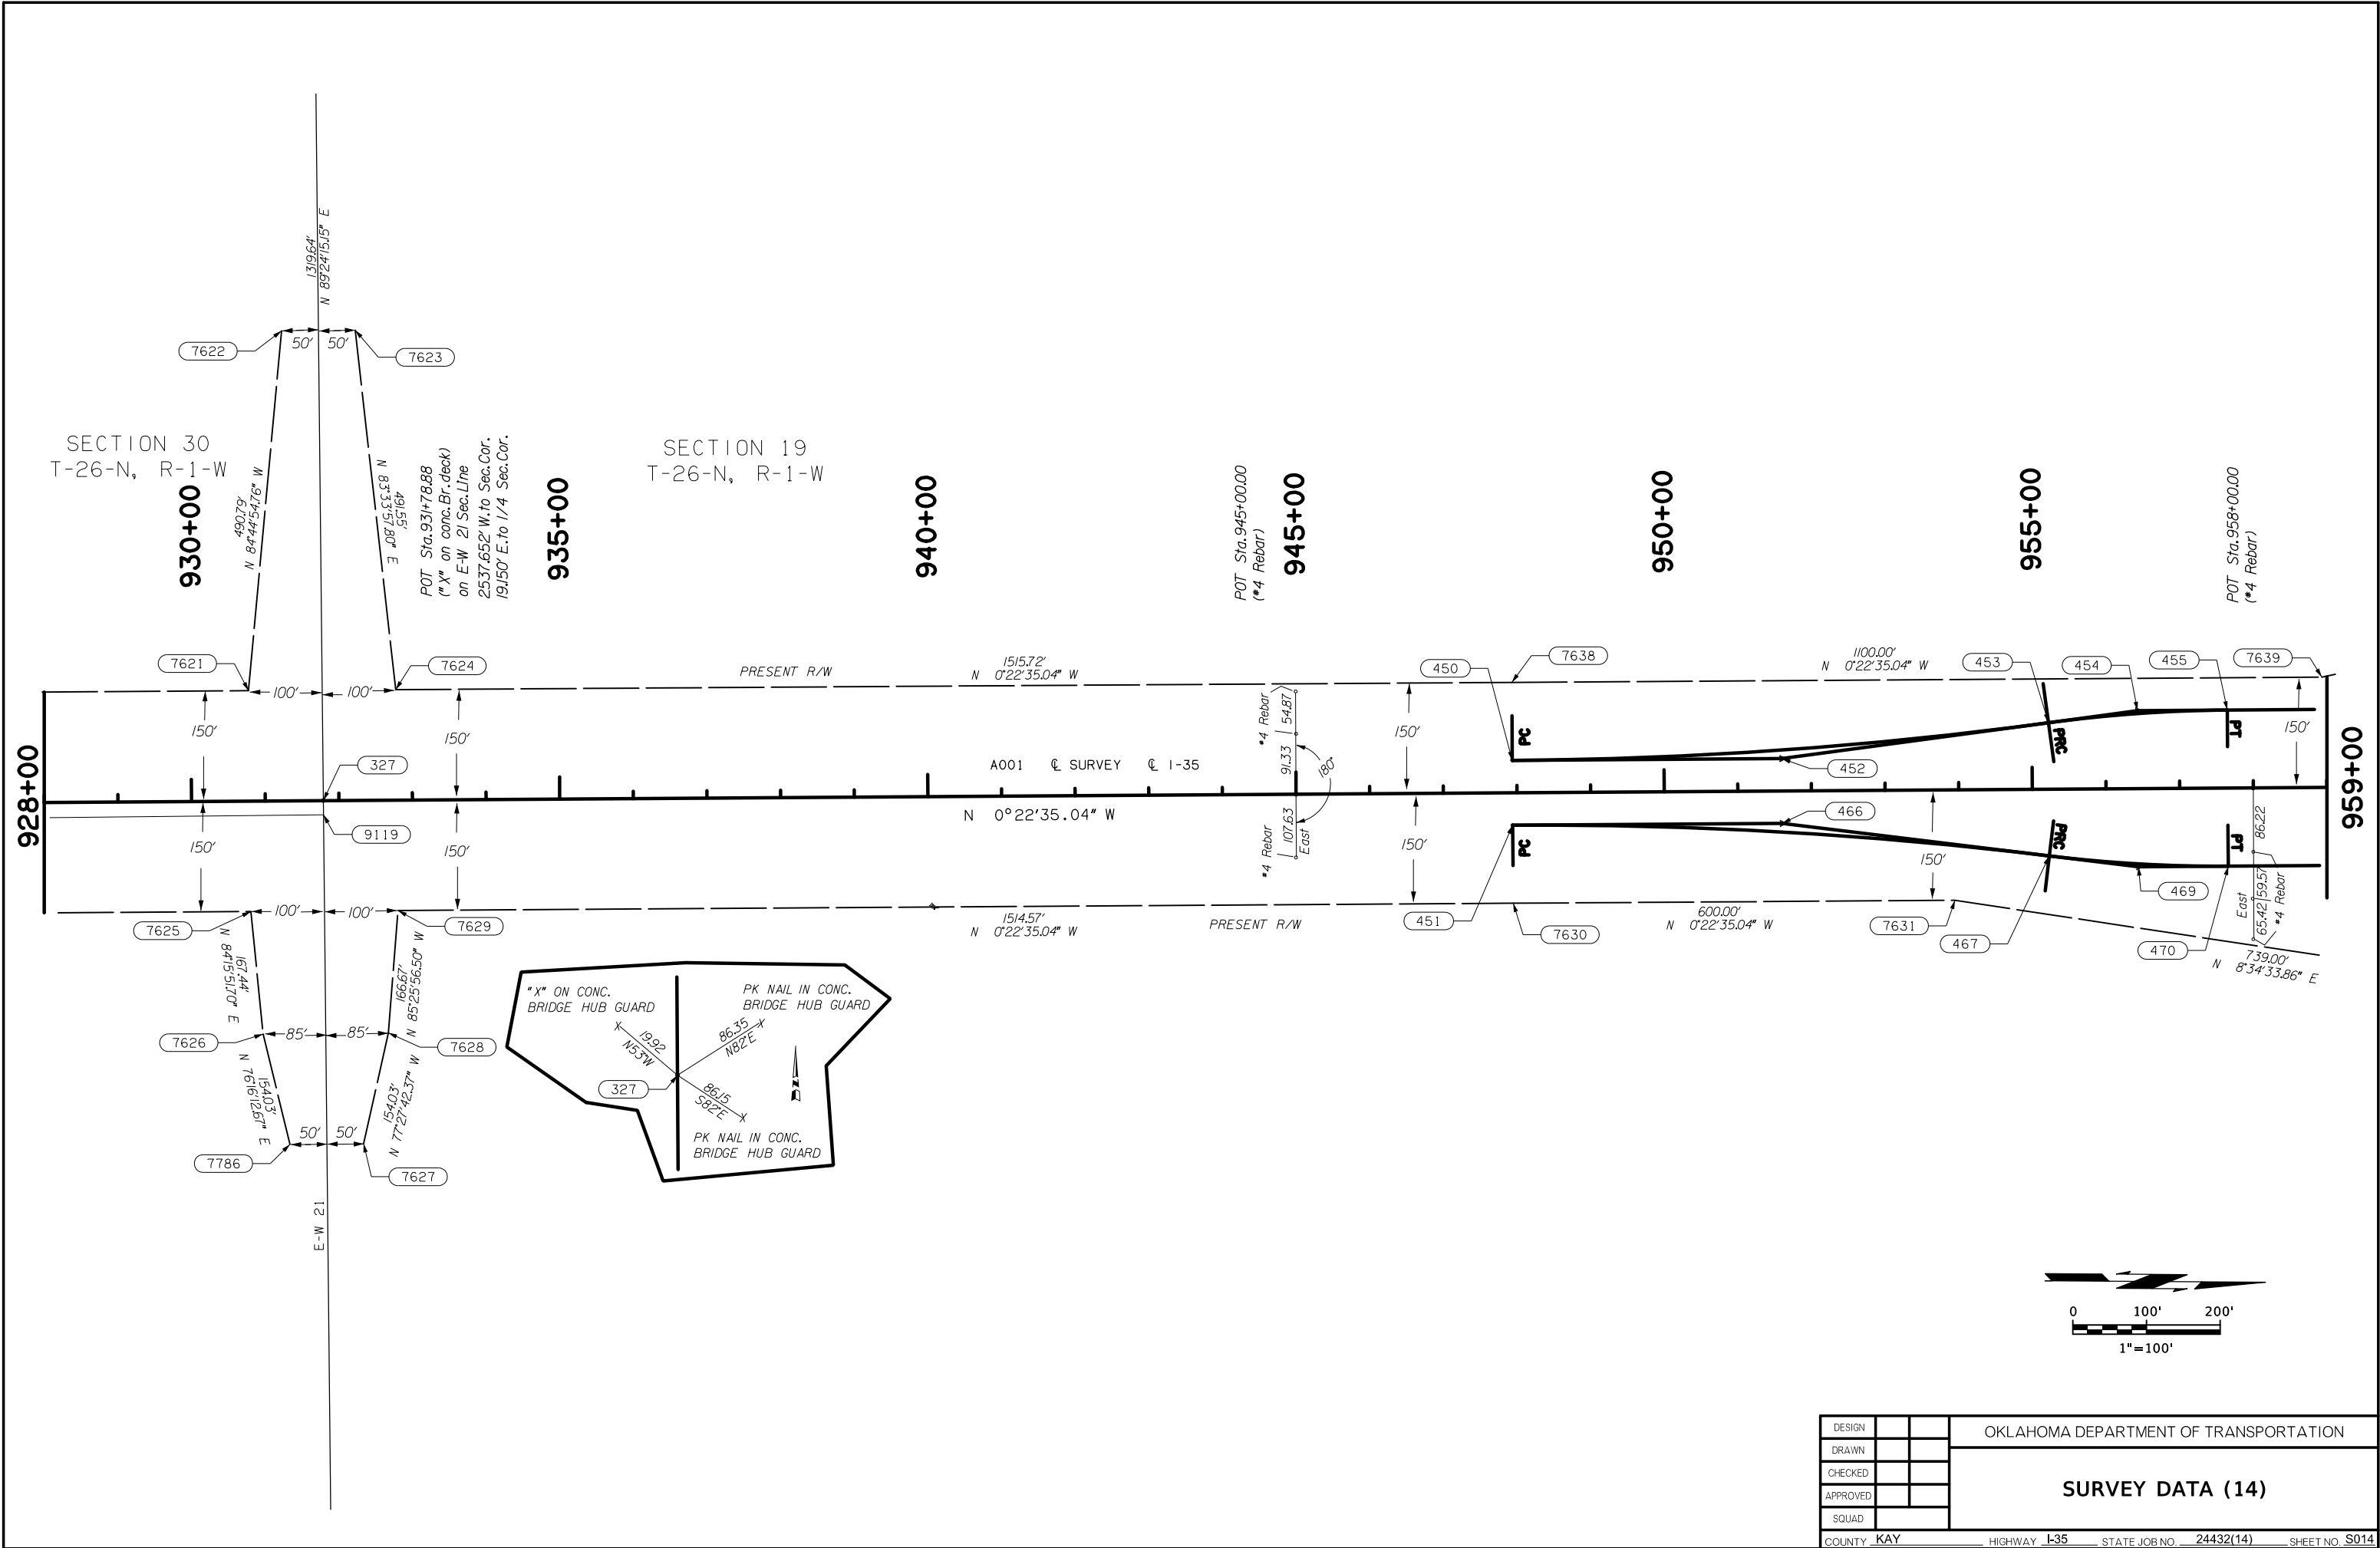 1319.64'
N 89°24'15.15" E
50'
50'
7622
7623
SECTION 30
T-26-N, R-1-W
SECTION 19
T-26-N, R-1-W
490.79'
N 84°44'54.76" W
491.55'
N 83°33'57.80" E
POT Sta. 931+78.88
("X" on conc. Br. deck)
on E-W 21 Sec. Line
2537.652' W. to Sec. Cor.
19.150' E. to 1/4 Sec. Cor.
930+00
935+00
940+00
POT Sta. 945+00.00
(#4 Rebar)
945+00
950+00
955+00
POT Sta. 958+00.00
(#4 Rebar)
7621
7624
PRESENT R/W
1515.72'
N 0°22'35.04" W
450
7638
1100.00'
N 0°22'35.04" W
453
454
455
7639
100'
100'
150'
150'
#4 Rebar
54.87
91.33
180°
150'
PC
PRC
PT
150'
928+00
327
A001 ℄ SURVEY ℄ I-35
452
959+00
N 0°22'35.04" W
9119
466
150'
150'
#4 Rebar
107.63
East
150'
PC
150'
PRC
PT
86.22
59.57
65.42
East
#4 Rebar
469
100'
100'
7625
7629
1514.57'
N 0°22'35.04" W
PRESENT R/W
451
7630
600.00'
N 0°22'35.04" W
7631
467
470
739.00'
N 8°34'33.86" E
167.44'
N 84°15'51.70" E
166.67'
N 85°25'56.50" W
85'
85'
7626
7628
154.03'
N 76°16'12.67" E
154.03'
N 77°27'42.37" W
50'
50'
7786
7627
E-W 21
"X" ON CONC.
BRIDGE HUB GUARD
PK NAIL IN CONC.
BRIDGE HUB GUARD
19.92
N53°W
86.35
N82°E
327
86.15
S82°E
N
PK NAIL IN CONC.
BRIDGE HUB GUARD
N
0 100' 200'
1"=100'
DESIGN
DRAWN
CHECKED
APPROVED
SQUAD
OKLAHOMA DEPARTMENT OF TRANSPORTATION
SURVEY DATA (14)
COUNTY KAY HIGHWAY I-35 STATE JOB NO. 24432(14) SHEET NO. S014